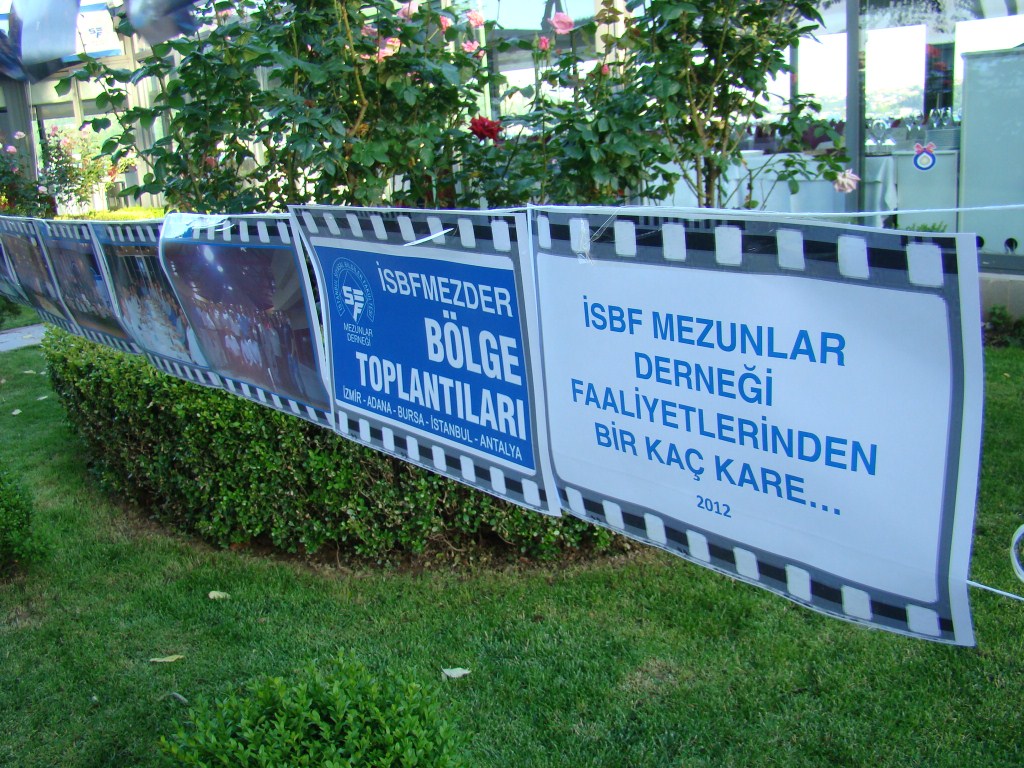 İSBFMEZDER
BÖLGE
TOPLANTILARI
İZMİR - ADANA - BURSA - İSTANBUL - ANTALYA
SF
MEZUNLAR
DERNEĞİ
İSBF MEZUNLAR
DERNEĞİ
FAALİYETLERİNDEN
BİR KAÇ KARE...
2012